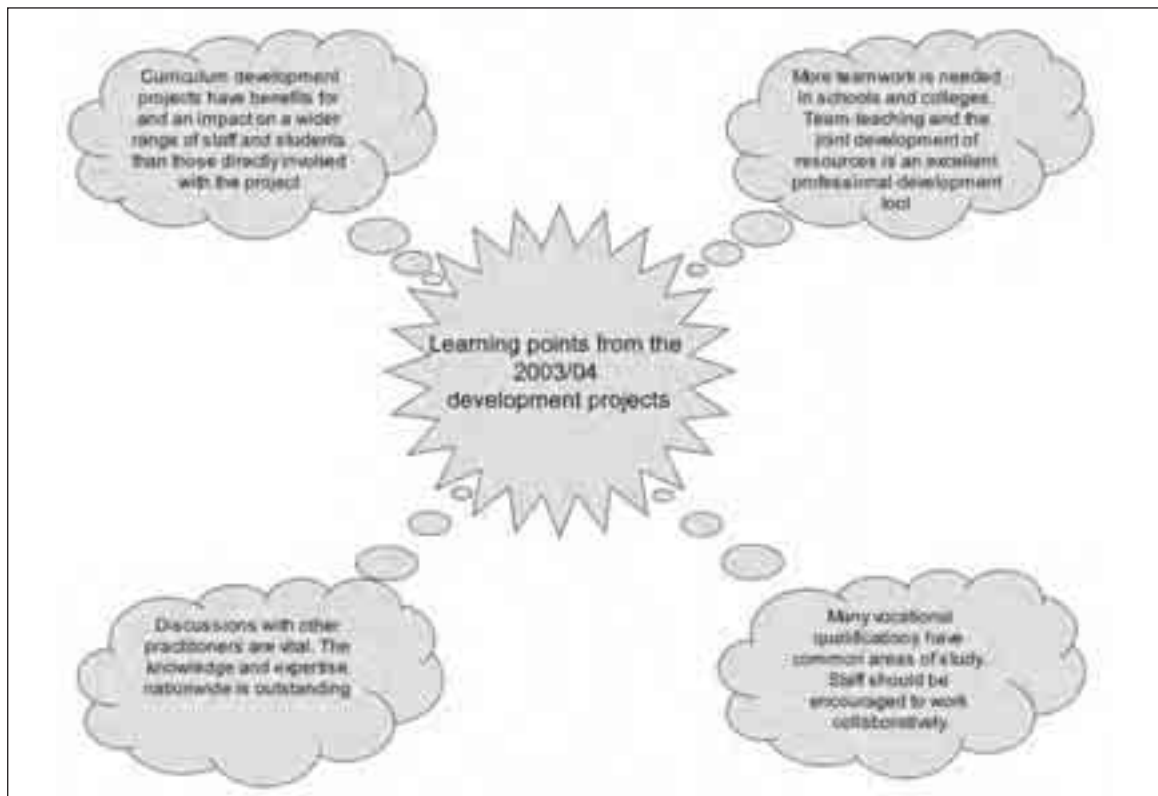 Curriculum development
projects have benefits for
and an impact on a wider
range of staff and students
than those directly involved
with the project
More teamwork is needed
in schools and colleges.
Team-teaching and the
joint development of
resources is an excellent
professional-development
tool
Learning points from the
2003/04
development projects
Discussions with other
practitioners are vital. The
knowledge and expertise
nationwide is outstanding
Many vocational
qualifications have
common areas of study.
Staff should be
encouraged to work
collaboratively.